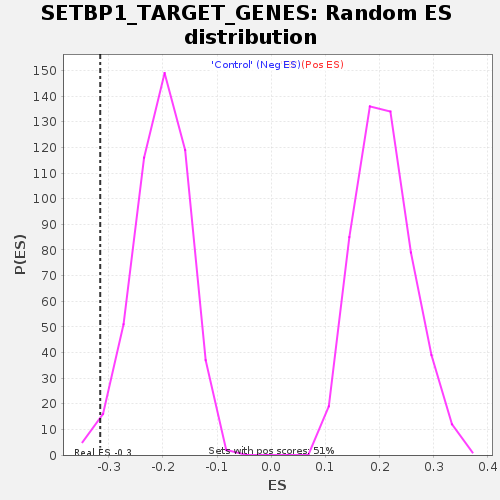 SETBP1_TARGET_GENES: Random ES
distribution
'Control' (Neg ES)(Pos ES)
150
140
130
120
110
100
90
80
70
60
50
40
30
20
10
0
P(ES)
Real ES -0.3
Sets with pos scores: 51%
-0.3 -0.2 -0.1 0.0 0.1 0.2 0.3 0.4
ES